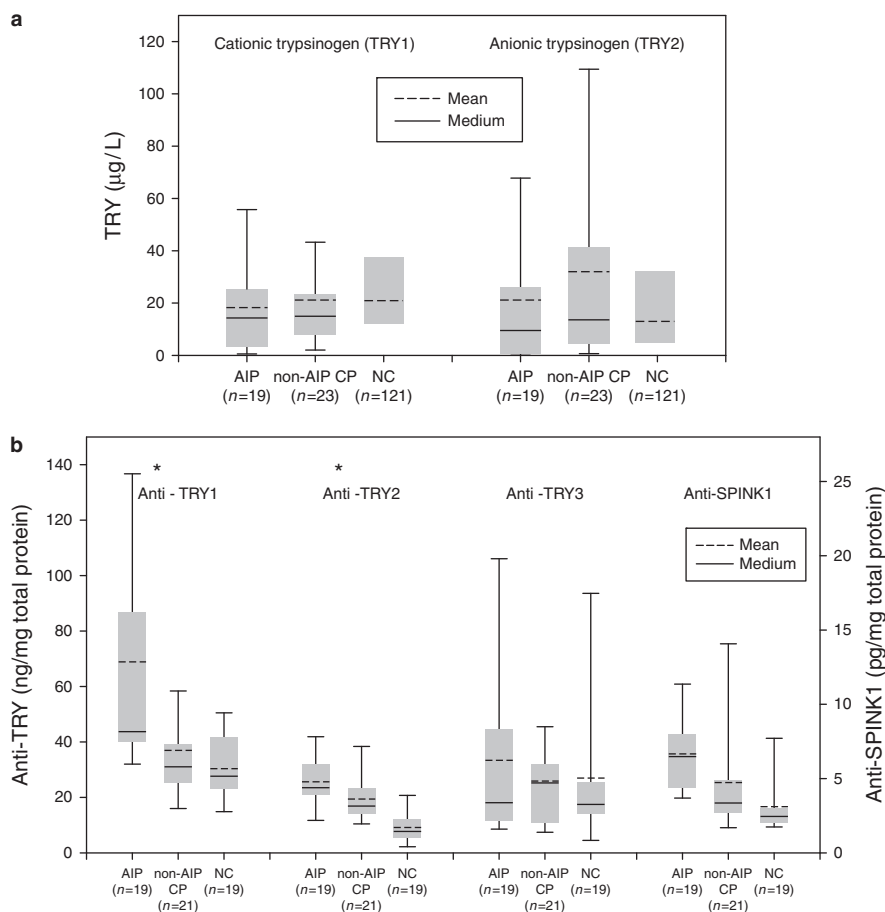 a
Cationic trypsinogen (TRY1) Anionic trypsinogen (TRY2)
Mean
Medium
TRY (µg/L)
120
100
80
60
40
20
0
AIP non-AIP CP NC AIP non-AIP CP NC
(n=19) (n=23) (n=121) (n=19) (n=23) (n=121)
b
* *
Anti - TRY1 Anti -TRY2 Anti -TRY3 Anti-SPINK1
Mean
Medium
Anti-TRY (ng/mg total protein)
140
120
100
80
60
40
20
0
Anti-SPINK1 (pg/mg total protein)
25
20
15
10
5
0
AIP non-AIP NC AIP non-AIP NC AIP non-AIP NC AIP non-AIP NC
(n=19) CP (n=19) (n=19) CP (n=19) (n=19) CP (n=19) (n=19) CP (n=19)
(n=21) (n=21) (n=21) (n=21)